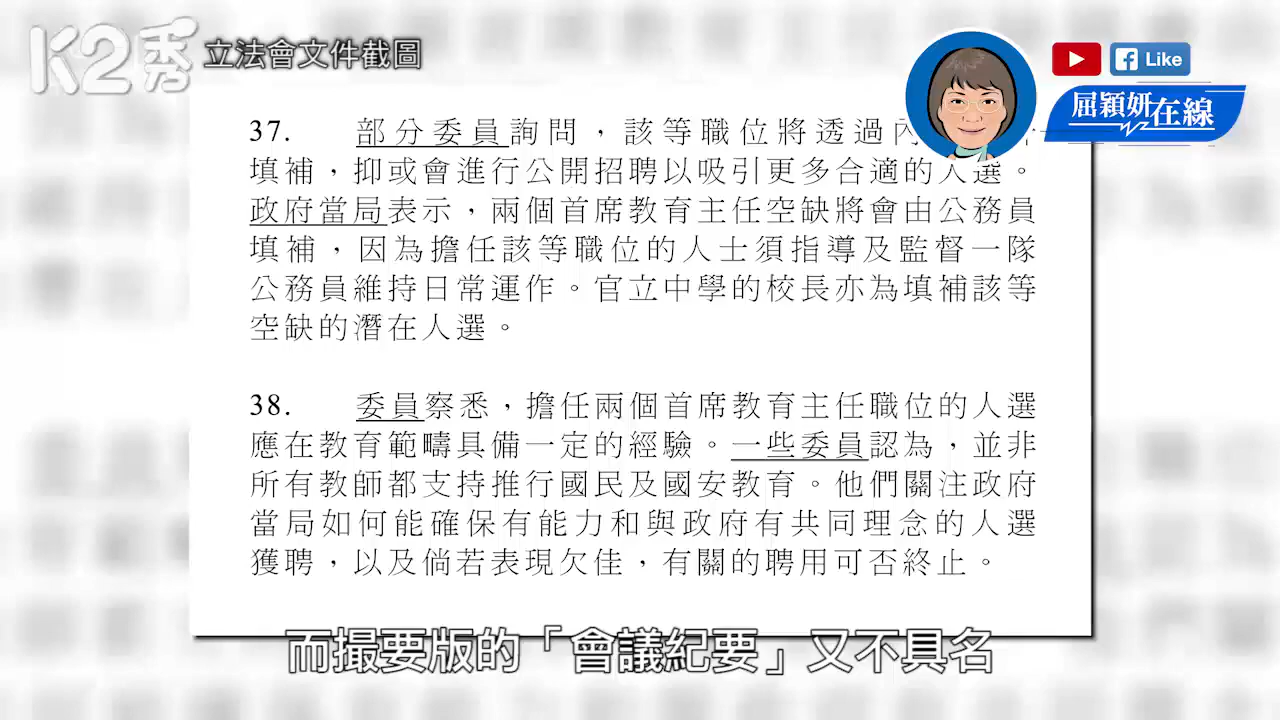 K2秀 立法會文件截圖
Like
屈穎妍在線
37. 部分委員詢問，該等職位將透過內
填補，抑或會進行公開招聘以吸引更多合適的人選。
政府當局表示，兩個首席教育主任空缺將會由公務員
填補，因為擔任該等職位的人士須指導及監督一隊
公務員維持日常運作。官立中學的校長亦為填補該等
空缺的潛在人選。
38. 委員察悉，擔任兩個首席教育主任職位的人選
應在教育範疇具備一定的經驗。一些委員認為，並非
所有教師都支持推行國民及國安教育。他們關注政府
當局如何能確保有能力和與政府有共同理念的人選
獲聘，以及倘若表現欠佳，有關的聘用可否終止。
而撮要版的「會議紀要」又不具名